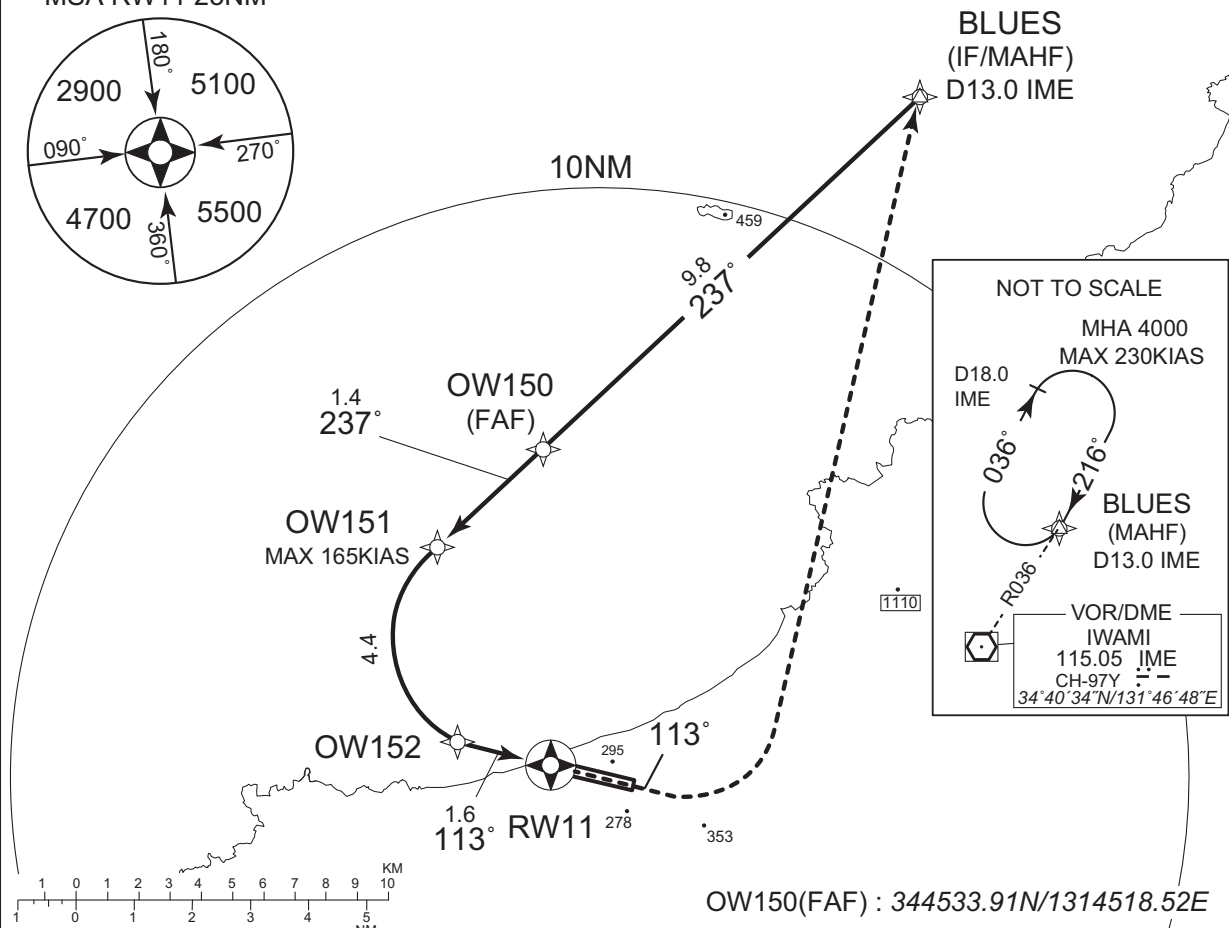 MSA RW11 25NM
180°
2900
5100
090°
270°
4700
5500
360°
BLUES
(IF/MAHF)
D13.0 IME
10NM
459
9.8
237°
OW150
(FAF)
1.4
237°
OW151
MAX 165KIAS
4.4
OW152
1.6
113°
RW11
295
278
353
113°
1110
NOT TO SCALE
MHA 4000
MAX 230KIAS
D18.0
IME
036°
216°
BLUES
(MAHF)
D13.0 IME
R036
VOR/DME
IWAMI
115.05 IME
CH-97Y
34°40′34″N/131°46′48″E
KM
1 0 1 2 3 4 5 6 7 8 9 10
1 0 1 2 3 4 5
NM
OW150(FAF) : 344533.91N/1314518.52E